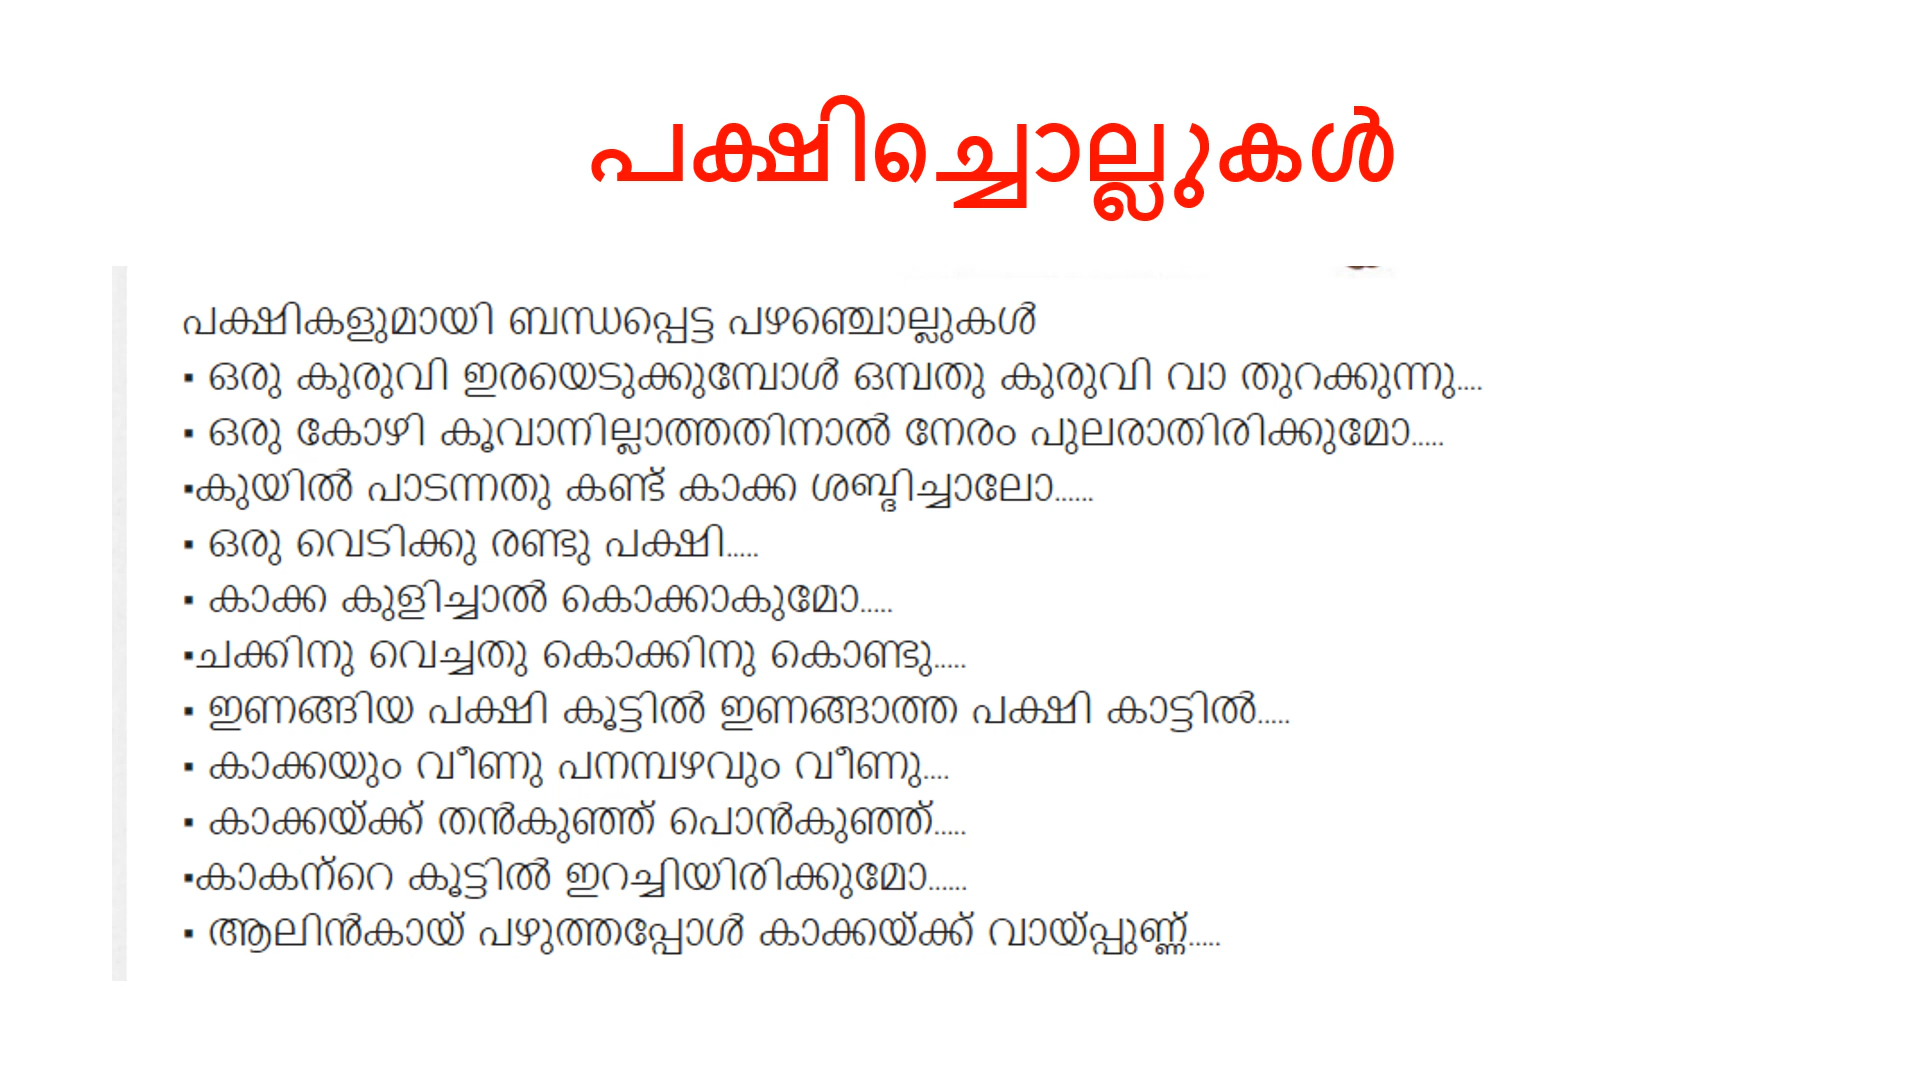 പക്ഷിച്ചൊല്ലുകൾ
പക്ഷികളുമായി ബന്ധപ്പെട്ട പഴഞ്ചൊല്ലുകൾ
▪ ഒരു കുരുവി ഇരയെടുക്കുമ്പോൾ ഒമ്പതു കുരുവി വാ തുറക്കുന്നു....
▪ ഒരു കോഴി കൂവാനില്ലാത്തതിനാൽ നേരം പുലരാതിരിക്കുമോ.....
▪കുയിൽ പാടന്നതു കണ്ട് കാക്ക ശബ്ദിച്ചാലോ......
▪ ഒരു വെടിക്കു രണ്ടു പക്ഷി.....
▪ കാക്ക കുളിച്ചാൽ കൊക്കാകുമോ.....
▪ചക്കിനു വെച്ചതു കൊക്കിനു കൊണ്ടു.....
▪ ഇണങ്ങിയ പക്ഷി കൂട്ടിൽ ഇണങ്ങാത്ത പക്ഷി കാട്ടിൽ.....
▪ കാക്കയും വീണു പനമ്പഴവും വീണു....
▪ കാക്കയ്ക്ക് തൻകുഞ്ഞ് പൊൻകുഞ്ഞ്.....
▪കാകന്റെ കൂട്ടിൽ ഇറച്ചിയിരിക്കുമോ......
▪ ആലിൻകായ് പഴുത്തപ്പോൾ കാക്കയ്ക്ക് വായ്പ്പുണ്ണ്.....